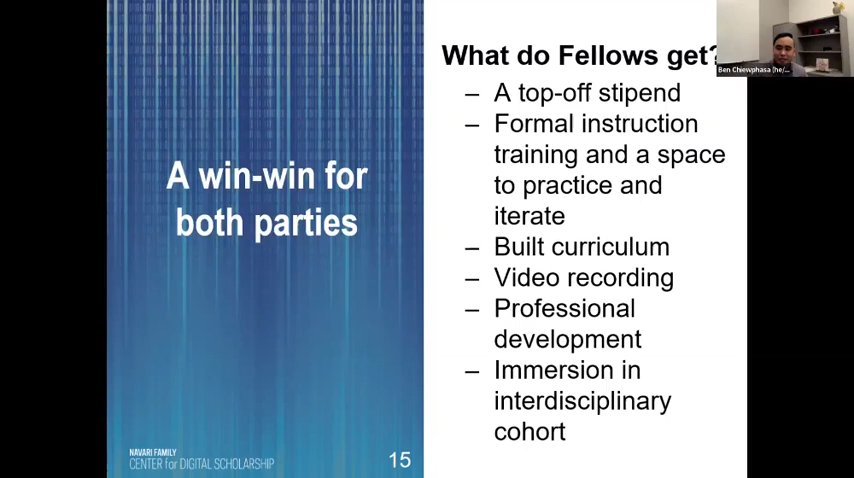 A win-win for
both parties
NAVARI FAMILY
CENTER for DIGITAL SCHOLARSHIP
15
What do Fellows get?
– A top-off stipend
– Formal instruction
training and a space
to practice and
iterate
– Built curriculum
– Video recording
– Professional
development
– Immersion in
interdisciplinary
cohort
Ben Chiewphasa (he/...